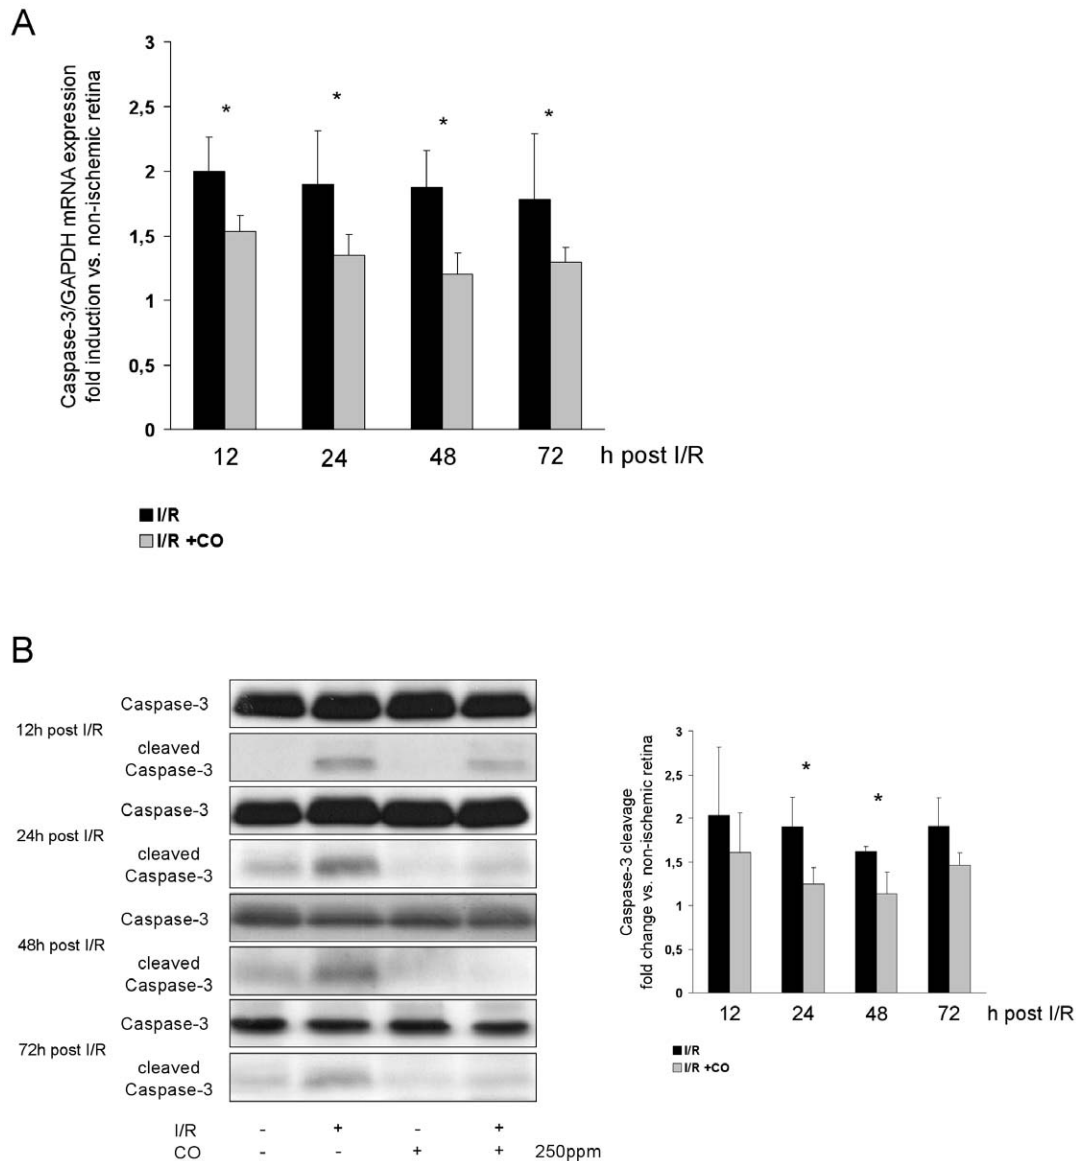 A
Caspase-3/GAPDH mRNA expression
fold induction vs. non-ischemic retina
3
2,5
2
1,5
1
0,5
0
* * * *
12 24 48 72 h post I/R
I/R
I/R +CO
B
12h post I/R
Caspase-3
cleaved
Caspase-3
24h post I/R
Caspase-3
cleaved
Caspase-3
48h post I/R
Caspase-3
cleaved
Caspase-3
72h post I/R
Caspase-3
cleaved
Caspase-3
I/R - + - +
CO - - + + 250ppm
Caspase-3 cleavage
fold change vs. non-ischemic retina
3
2,5
2
1,5
1
0,5
0
* *
12 24 48 72 h post I/R
I/R
I/R +CO